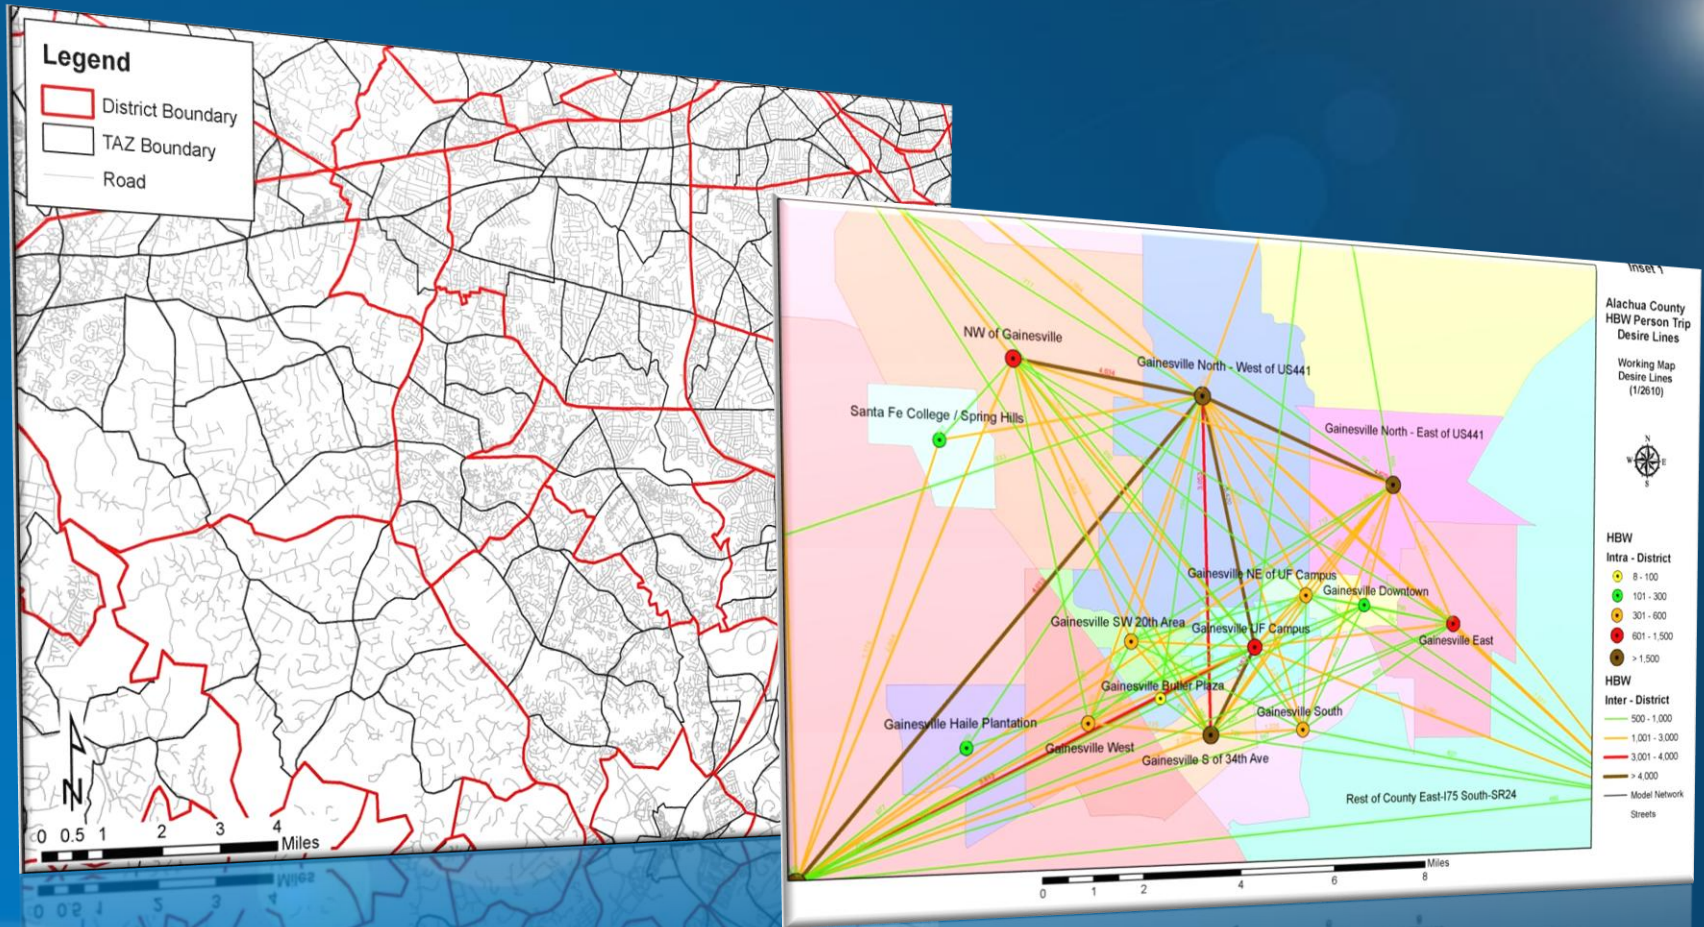 Legend
District Boundary
TAZ Boundary
Road
N
0 0.5 1 2 3 4
Miles
Inset 1
Alachua County
HBW Person Trip
Desire Lines
Working Map
Desire Lines
(1/2610)
N
W E
S
NW of Gainesville
Gainesville North - West of US441
Santa Fe College / Spring Hills
Gainesville North - East of US441
Gainesville NE of UF Campus
Gainesville Downtown
Gainesville SW 20th Area
Gainesville UF Campus
Gainesville East
Gainesville Butler Plaza
Gainesville Haile Plantation
Gainesville South
Gainesville West
Gainesville S of 34th Ave
Rest of County East-I75 South-SR24
HBW
Intra - District
8 - 100
101 - 300
301 - 600
601 - 1,500
> 1,500
HBW
Inter - District
500 - 1,000
1,001 - 3,000
3,001 - 4,000
> 4,000
Model Network
Streets
Miles
0 1 2 4 6 8